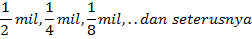 1/2 mil, 1/4 mil, 1/8 mil, . . dan seterusnya